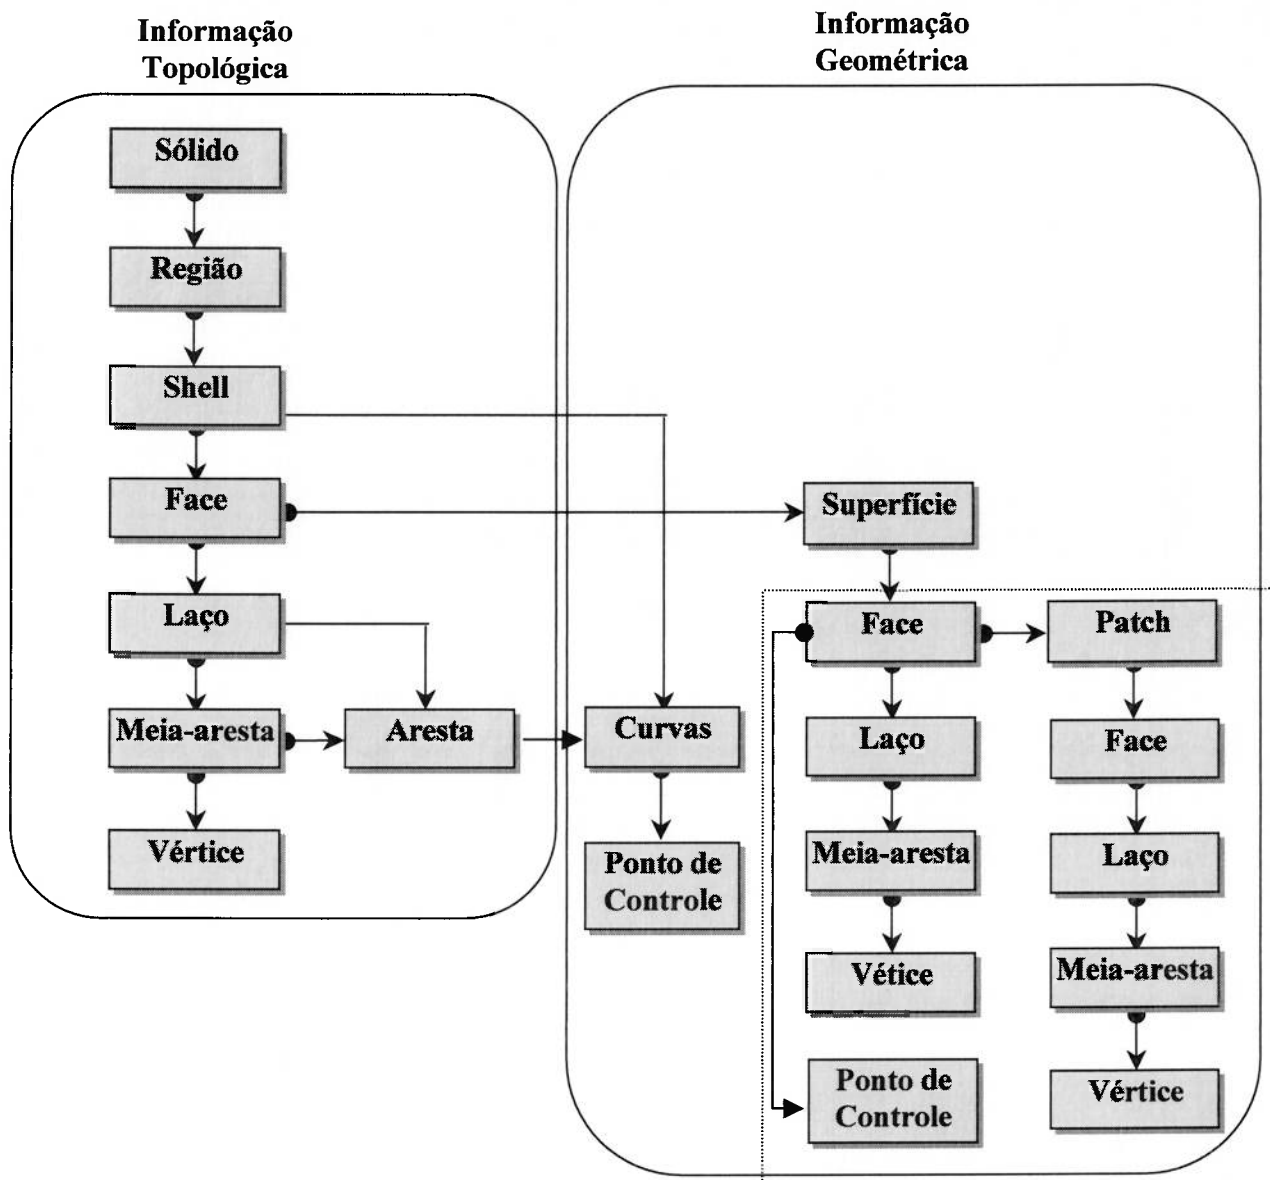 Informação
Topológica
Informação
Geométrica
Sólido
Região
Shell
Face
Laço
Meia-aresta
Aresta
Vértice
Curvas
Ponto de
Controle
Superfície
Face
Patch
Laço
Face
Meia-aresta
Laço
Vétice
Meia-aresta
Ponto de
Controle
Vértice